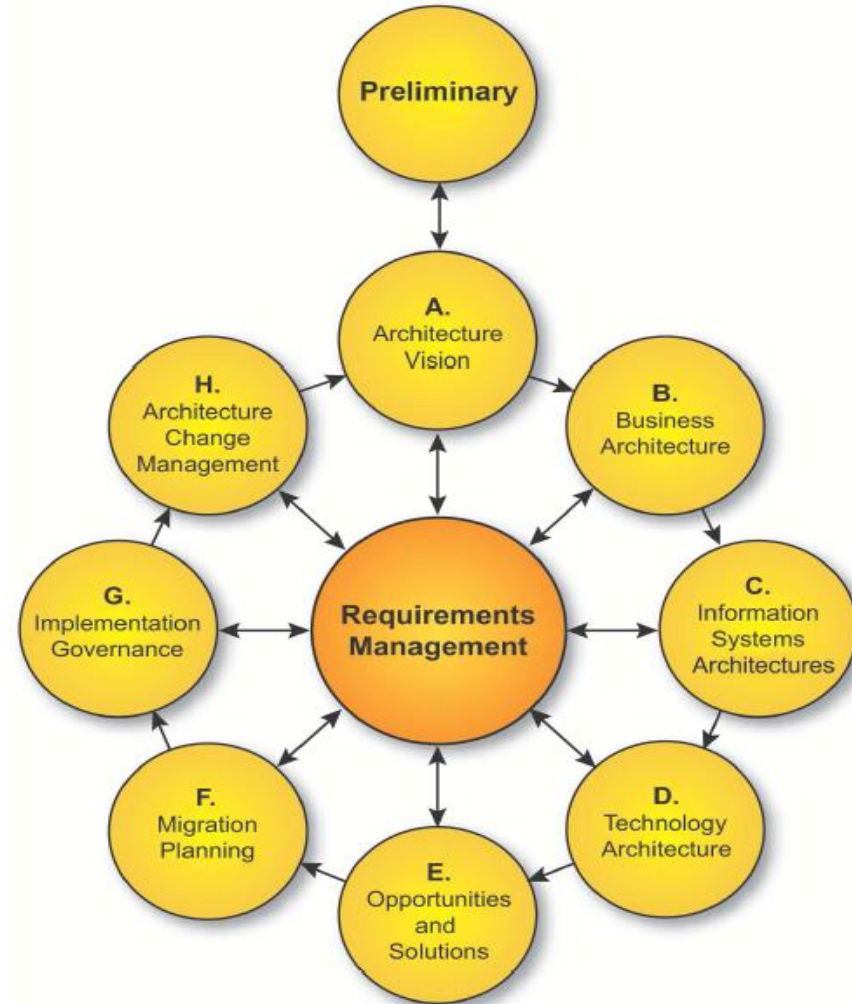 Preliminary
A.
Architecture
Vision
B.
Business
Architecture
C.
Information
Systems
Architectures
D.
Technology
Architecture
E.
Opportunities
and
Solutions
F.
Migration
Planning
G.
Implementation
Governance
H.
Architecture
Change
Management
Requirements
Management